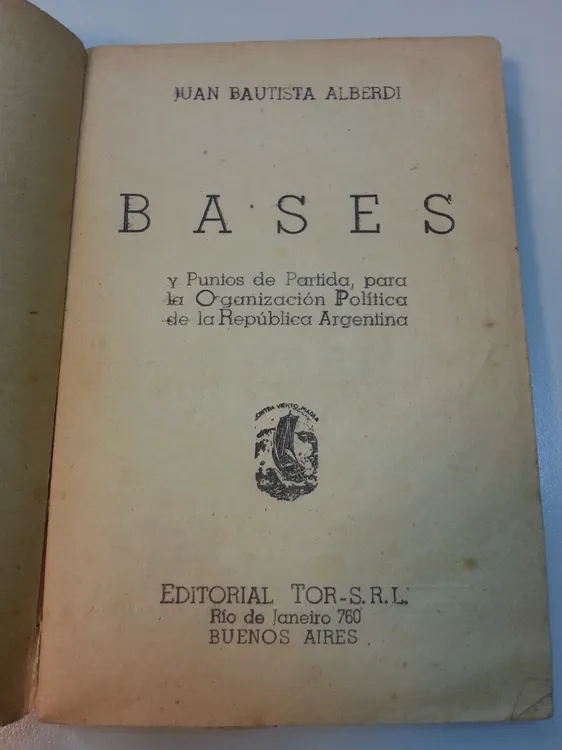 JUAN BAUTISTA ALBERDI
BASES
y Puntos de Partida, para
la Organización Política
de la República Argentina
CONTRA VIENTO Y MAREA
EDITORIAL TOR-S.R.L.
Río de Janeiro 760
BUENOS AIRES